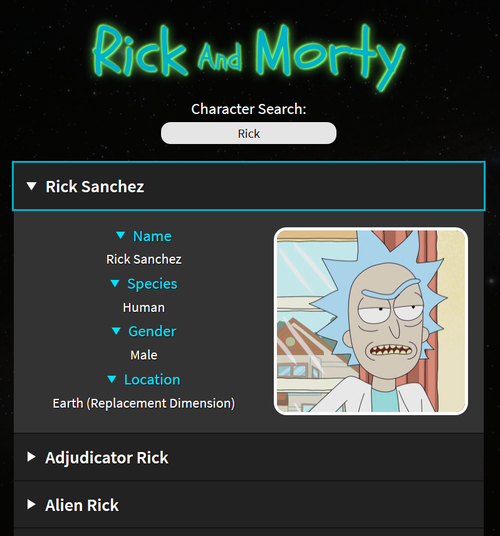 Rick And Morty
Character Search:
Rick
Rick Sanchez
Name
Rick Sanchez
Species
Human
Gender
Male
Location
Earth (Replacement Dimension)
Adjudicator Rick
Alien Rick